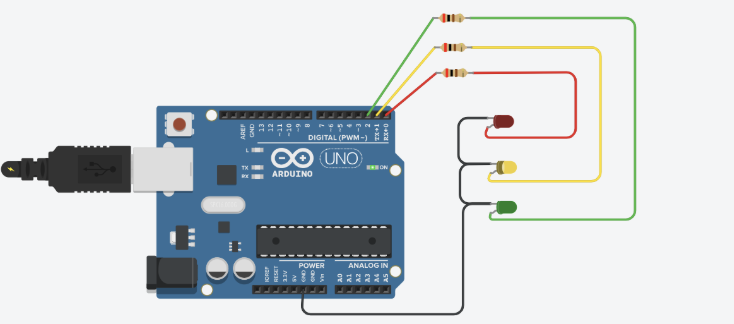 AREF
GND
13
12
~11
~10
~9
8
7
~6
~5
4
~3
2
TX→1
RX←0
DIGITAL (PWM~)
L
TX
RX
UNO
ON
ARDUINO
POWER
ANALOG IN
IOREF
RESET
3.3V
5V
GND
GND
Vin
A0
A1
A2
A3
A4
A5